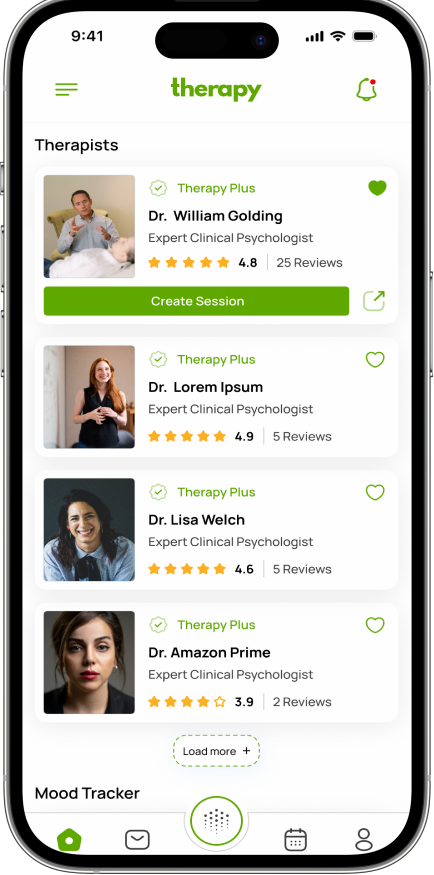 9:41
therapy
Therapists
Therapy Plus
Dr. William Golding
Expert Clinical Psychologist
4.8 25 Reviews
Create Session
Therapy Plus
Dr. Lorem Ipsum
Expert Clinical Psychologist
4.9 5 Reviews
Therapy Plus
Dr. Lisa Welch
Expert Clinical Psychologist
4.6 5 Reviews
Therapy Plus
Dr. Amazon Prime
Expert Clinical Psychologist
3.9 2 Reviews
Load more +
Mood Tracker